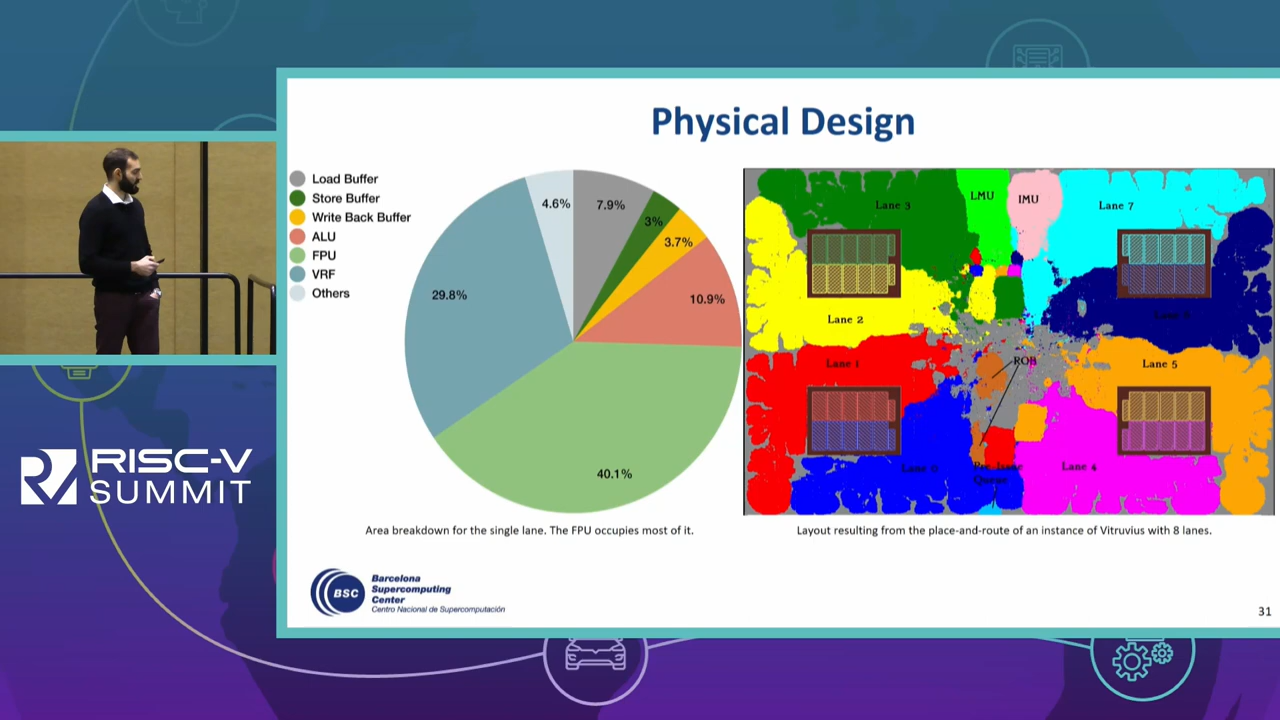 Physical Design
Load Buffer
Store Buffer
Write Back Buffer
ALU
FPU
VRF
Others
4.6%
7.9%
3%
3.7%
10.9%
29.8%
40.1%
Area breakdown for the single lane. The FPU occupies most of it.
Lane 3
LMU
IMU
Lane 7
Lane 2
Lane 1
ROB
Lane 5
Lane 0
Pre-Issue
Queue
Lane 4
Layout resulting from the place-and-route of an instance of Vitruvius with 8 lanes.
RISC-V
SUMMIT
BSC
Barcelona
Supercomputing
Center
Centro Nacional de Supercomputación
31